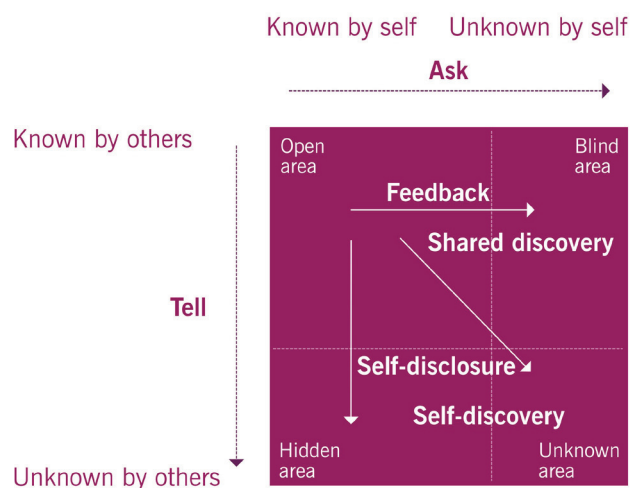 Known by self Unknown by self
Ask
Known by others
Open
area
Blind
area
Feedback
Shared discovery
Tell
Self-disclosure
Self-discovery
Hidden
area
Unknown
area
Unknown by others